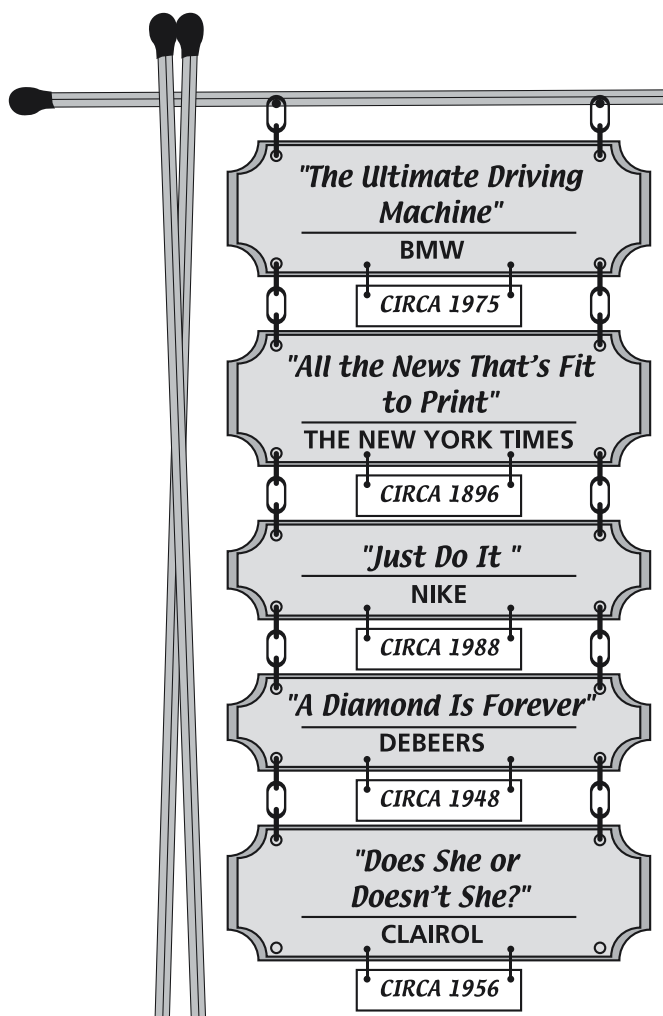 "The Ultimate Driving
Machine"
BMW
CIRCA 1975
"All the News That's Fit
to Print"
THE NEW YORK TIMES
CIRCA 1896
"Just Do It "
NIKE
CIRCA 1988
"A Diamond Is Forever"
DEBEERS
CIRCA 1948
"Does She or
Doesn't She?"
CLAIROL
CIRCA 1956